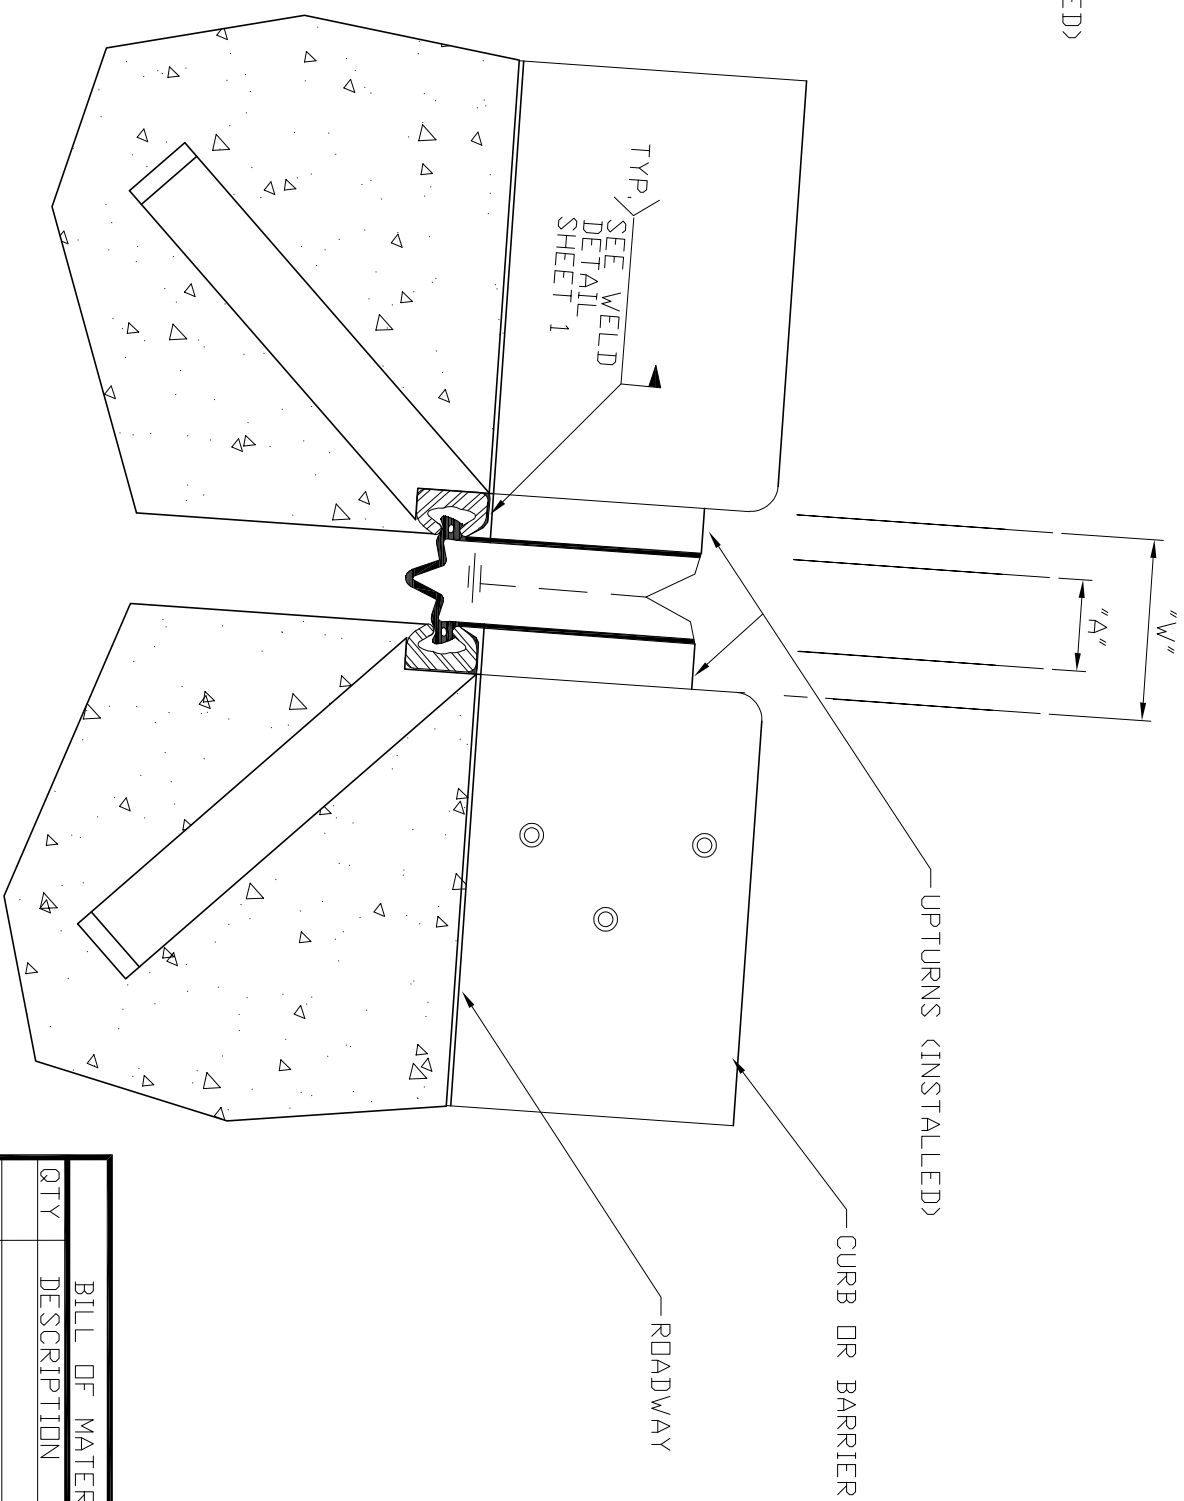 ED)
"W"
"A"
TYP.
SEE WELD
DETAIL
SHEET 1
UPTURNS (INSTALLED)
CURB OR BARRIER
ROADWAY
BILL OF MATER
QTY DESCRIPTION